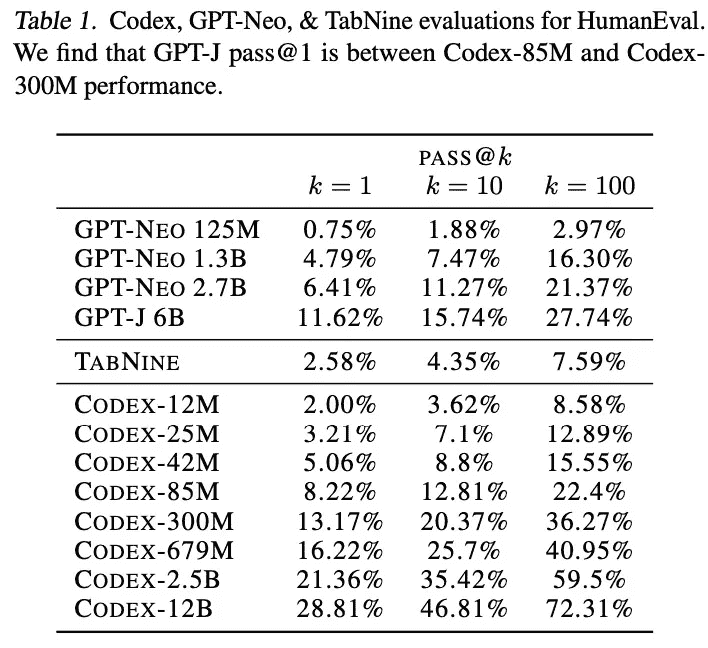 Table 1. Codex, GPT-Neo, & TabNine evaluations for HumanEval.
We find that GPT-J pass@1 is between Codex-85M and Codex-
300M performance.
PASS@k
k = 1 k = 10 k = 100
GPT-NEO 125M 0.75% 1.88% 2.97%
GPT-NEO 1.3B 4.79% 7.47% 16.30%
GPT-NEO 2.7B 6.41% 11.27% 21.37%
GPT-J 6B 11.62% 15.74% 27.74%
TABNINE 2.58% 4.35% 7.59%
CODEX-12M 2.00% 3.62% 8.58%
CODEX-25M 3.21% 7.1% 12.89%
CODEX-42M 5.06% 8.8% 15.55%
CODEX-85M 8.22% 12.81% 22.4%
CODEX-300M 13.17% 20.37% 36.27%
CODEX-679M 16.22% 25.7% 40.95%
CODEX-2.5B 21.36% 35.42% 59.5%
CODEX-12B 28.81% 46.81% 72.31%